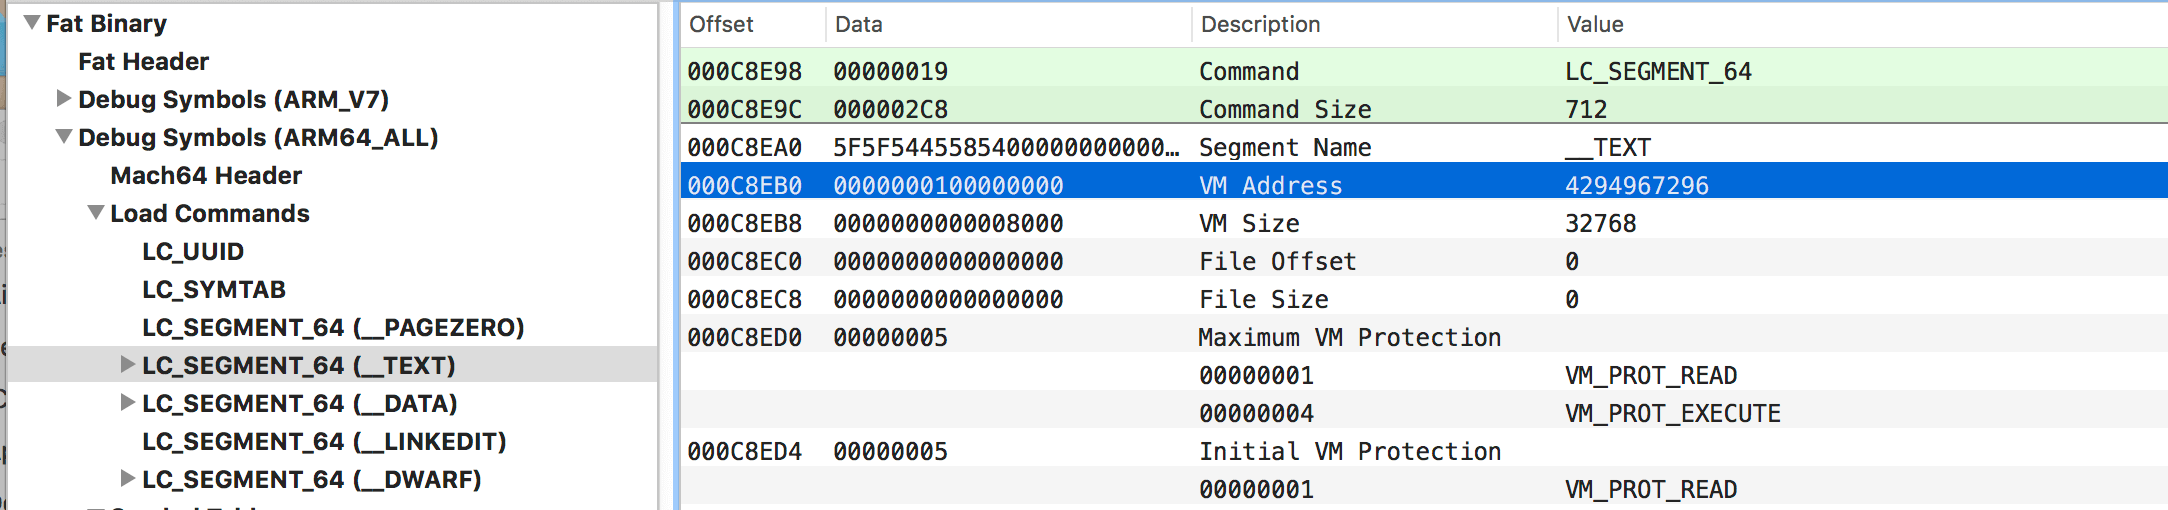 Fat Binary
Fat Header
Debug Symbols (ARM_V7)
Debug Symbols (ARM64_ALL)
Mach64 Header
Load Commands
LC_UUID
LC_SYMTAB
LC_SEGMENT_64 (__PAGEZERO)
LC_SEGMENT_64 (__TEXT)
LC_SEGMENT_64 (__DATA)
LC_SEGMENT_64 (__LINKEDIT)
LC_SEGMENT_64 (__DWARF)
Offset Data Description Value
000C8E98 00000019 Command LC_SEGMENT_64
000C8E9C 000002C8 Command Size 712
000C8EA0 5F5F5445585400000000000… Segment Name __TEXT
000C8EB0 0000000100000000 VM Address 4294967296
000C8EB8 0000000000008000 VM Size 32768
000C8EC0 0000000000000000 File Offset 0
000C8EC8 0000000000000000 File Size 0
000C8ED0 00000005 Maximum VM Protection
00000001 VM_PROT_READ
00000004 VM_PROT_EXECUTE
000C8ED4 00000005 Initial VM Protection
00000001 VM_PROT_READ